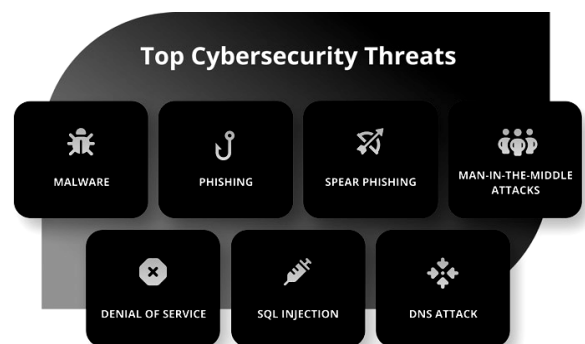 Top Cybersecurity Threats
MALWARE
PHISHING
SPEAR PHISHING
MAN-IN-THE-MIDDLE
ATTACKS
DENIAL OF SERVICE
SQL INJECTION
DNS ATTACK